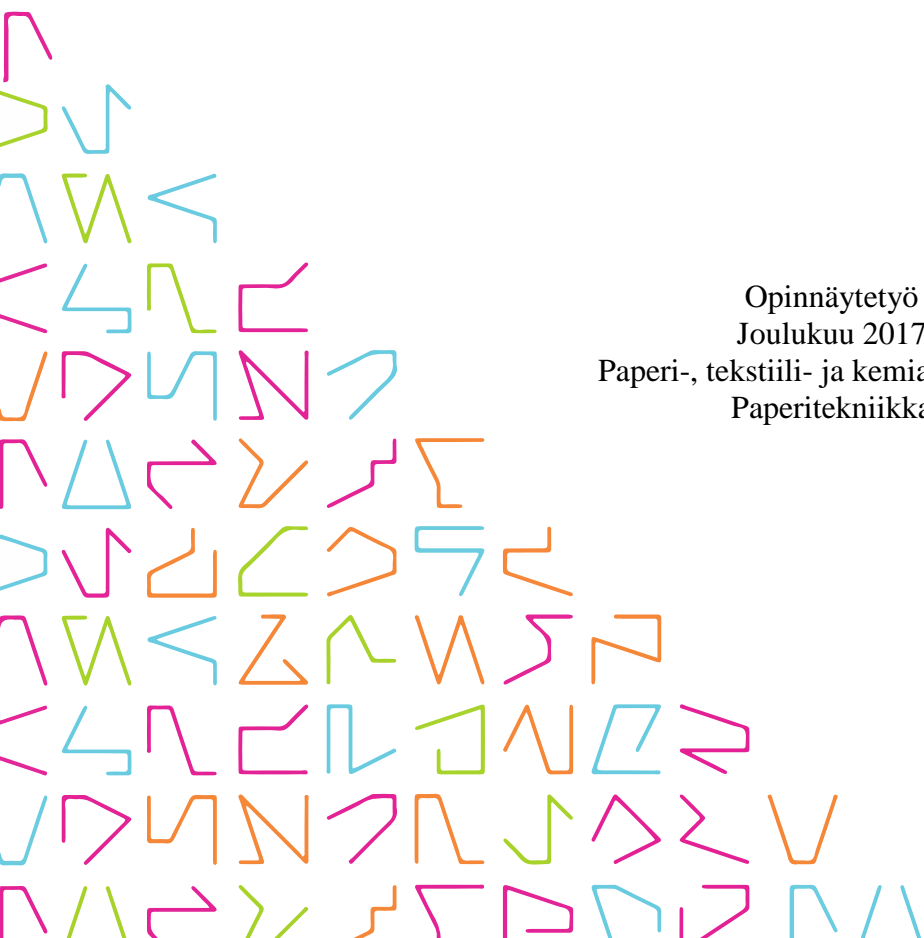 Opinnäytetyö
Joulukuu 2017
Paperi-, tekstiili- ja kemia
Paperitekniikka